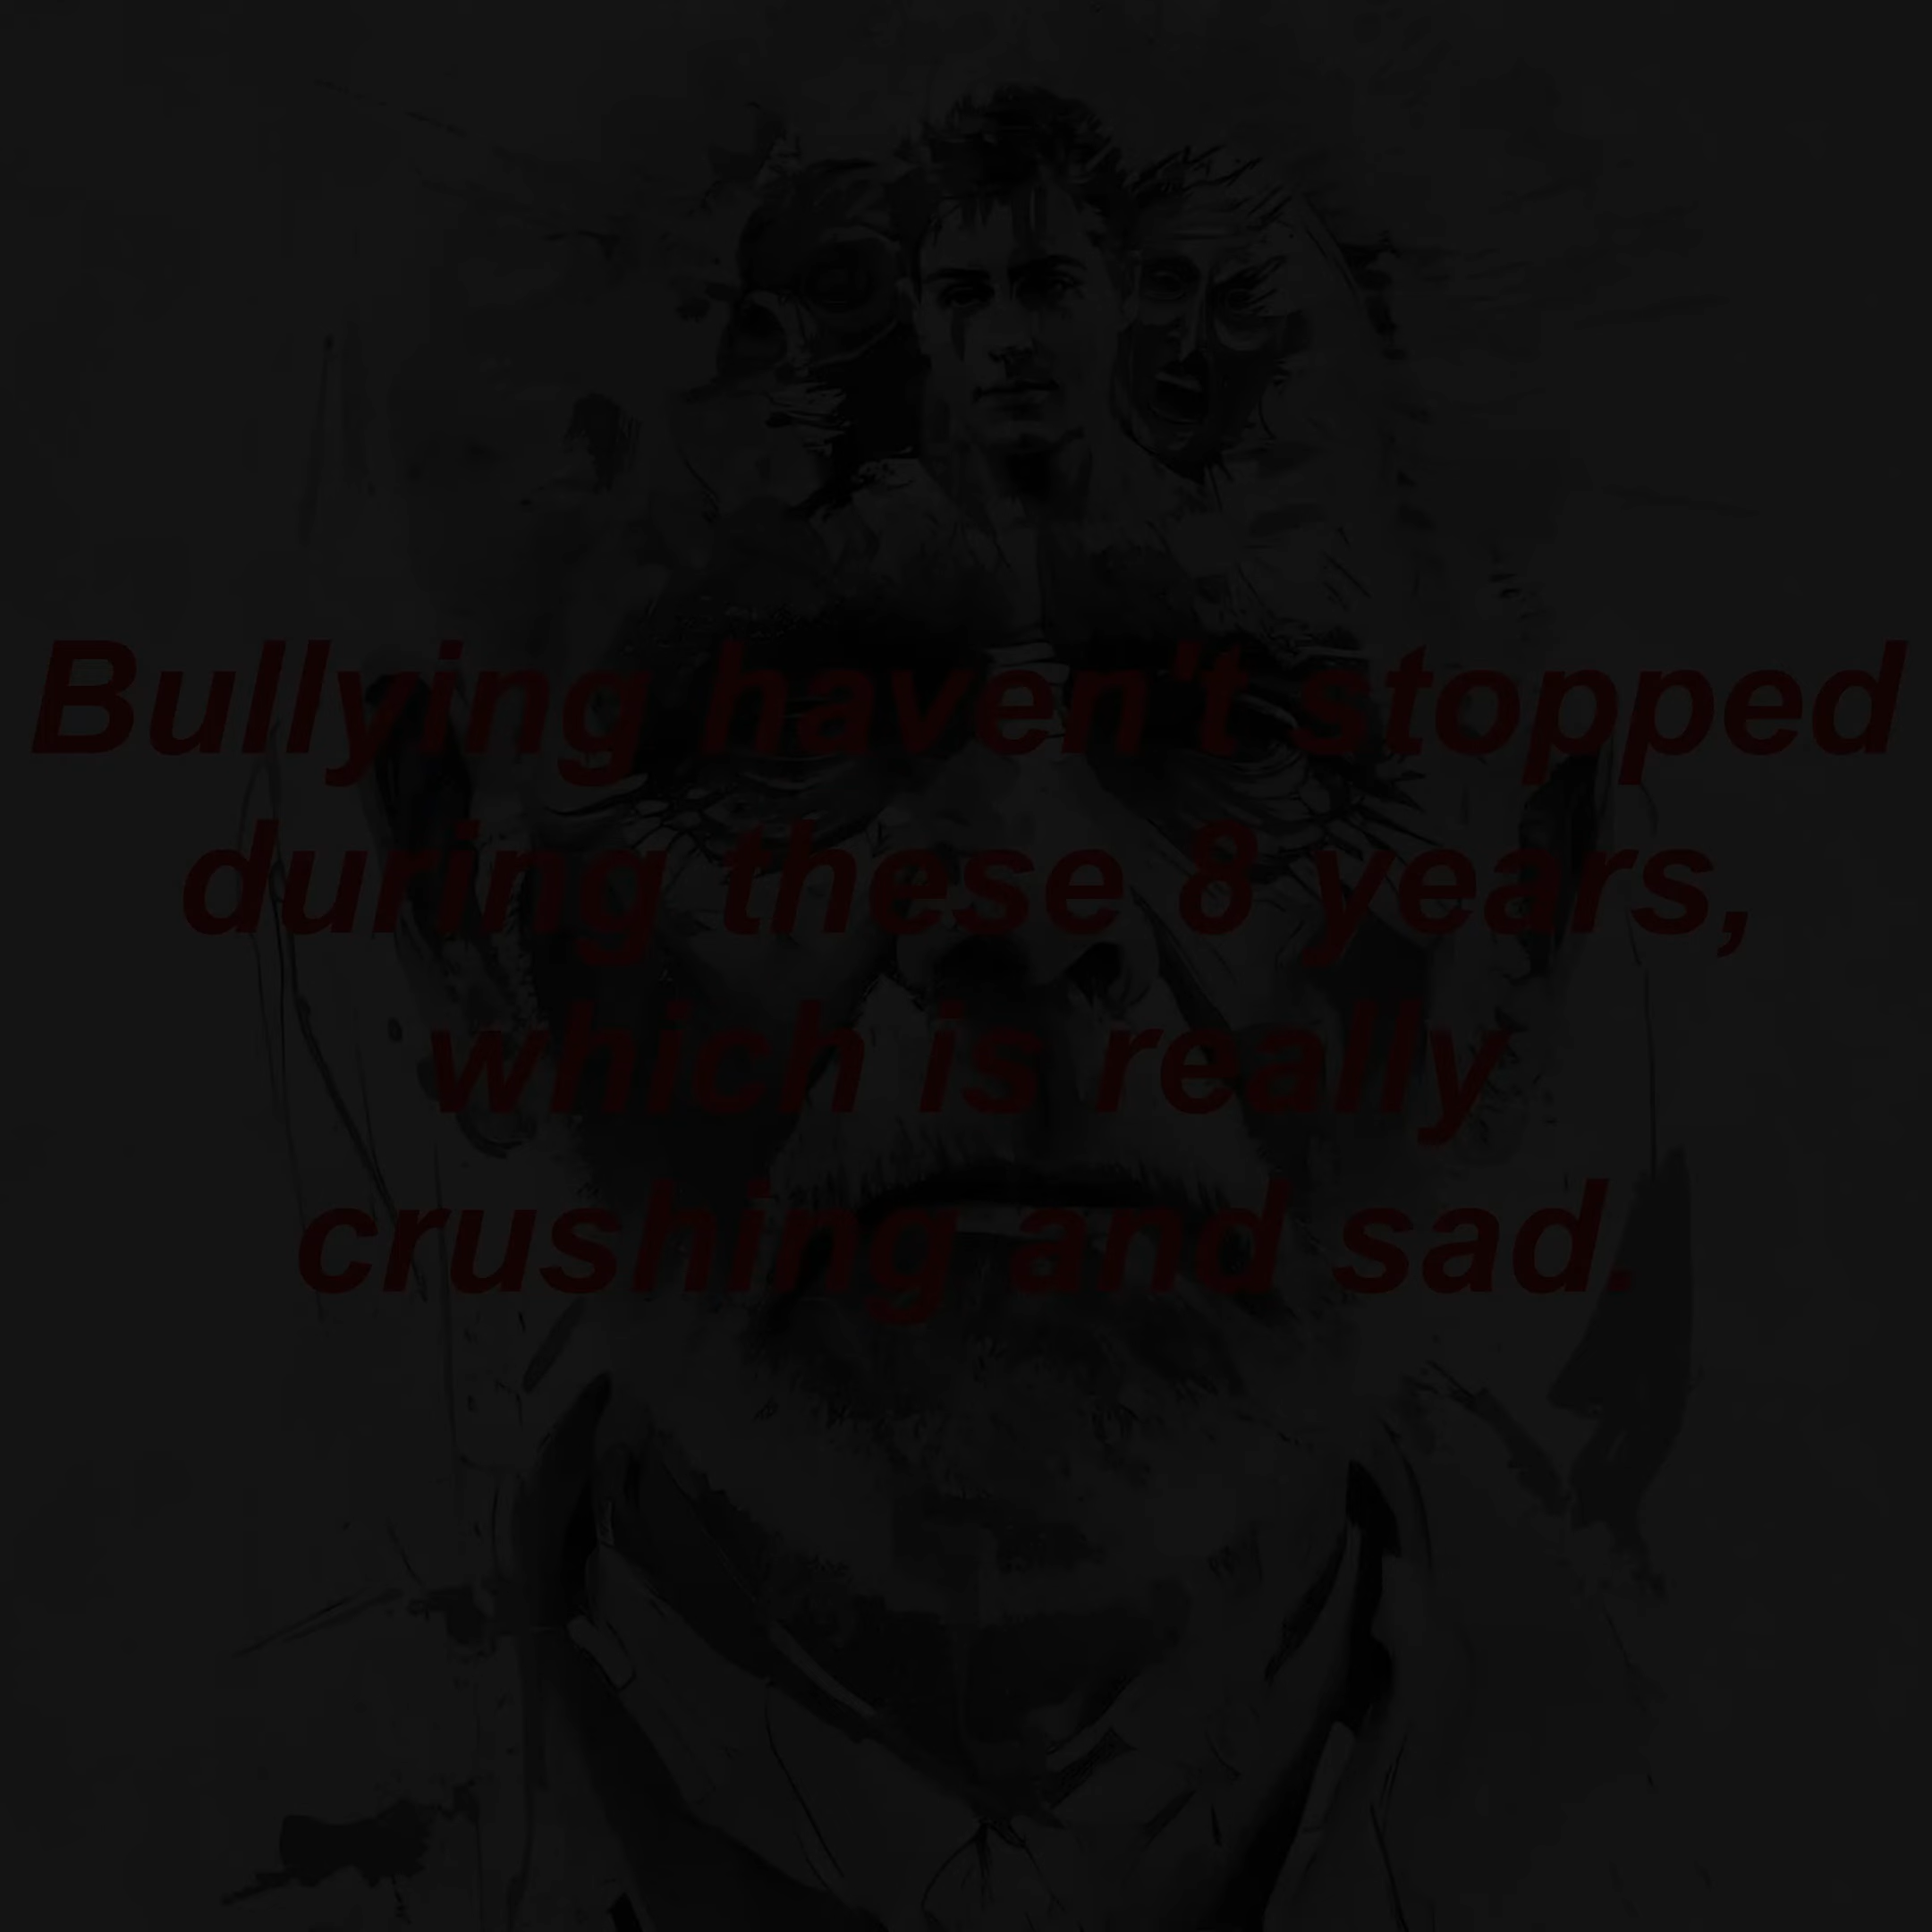 Bullying haven't stopped
during these 8 years,
which is really
crushing and sad.